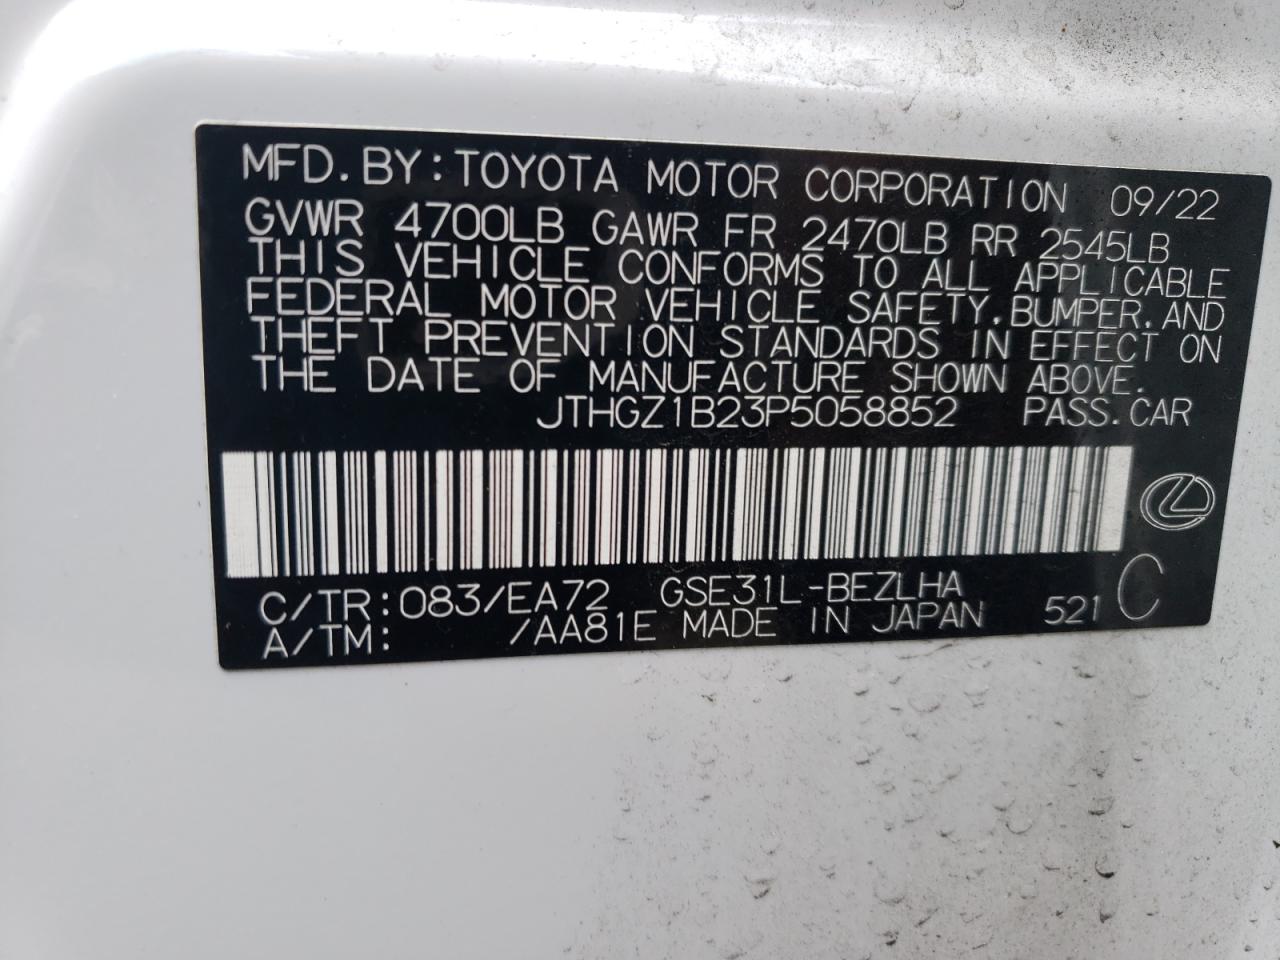 MFD.BY:TOYOTA MOTOR CORPORATION 09/22
GVWR 4700LB GAWR FR 2470LB RR 2545LB
THIS VEHICLE CONFORMS TO ALL APPLICABLE
FEDERAL MOTOR VEHICLE SAFETY,BUMPER,AND
THEFT PREVENTION STANDARDS IN EFFECT ON
THE DATE OF MANUFACTURE SHOWN ABOVE.
JTHGZ1B23P5058852 PASS.CAR
C/TR:083/EA72 GSE31L-BEZLHA
A/TM: /AA81E MADE IN JAPAN 521 C